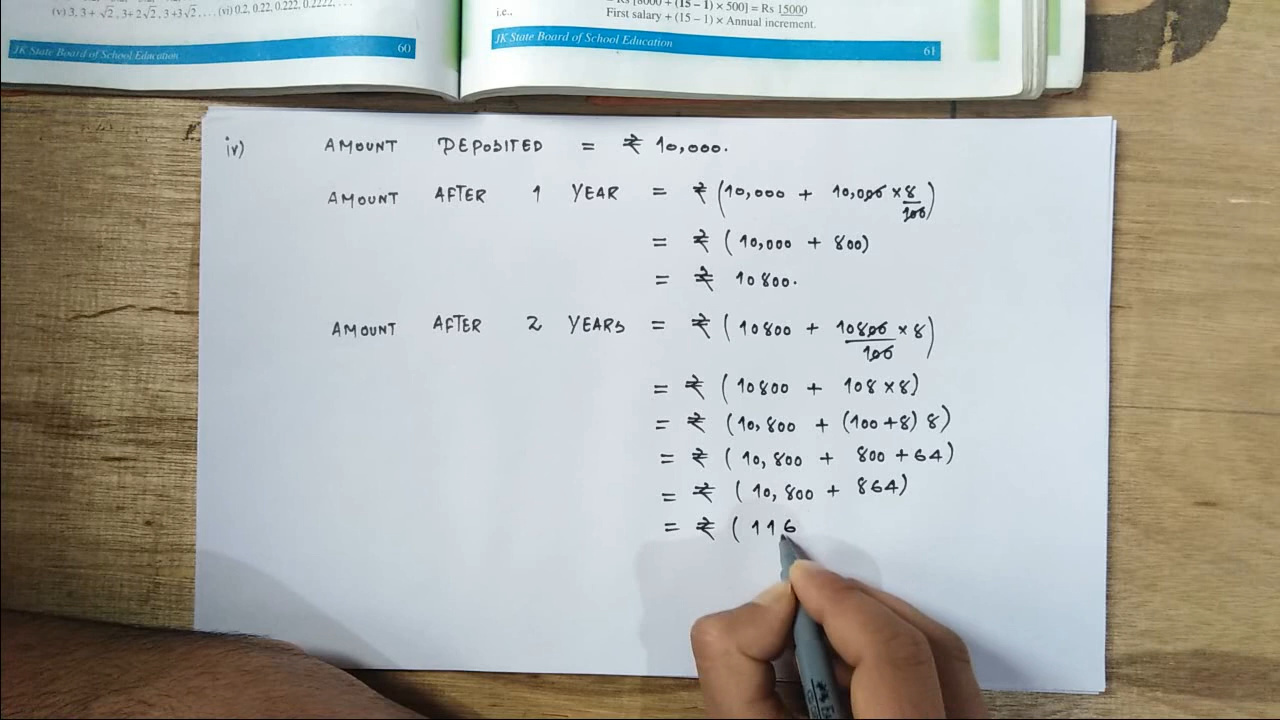 (v) 3, 3 + √2, 3 + 2√2, 3 + 3√2, .... (vi) 0.2, 0.22, 0.222, 0.2222, ...
JK State Board of School Education 60
[8000 + (15 – 1) × 500] = Rs 15000
i.e., First salary + (15 – 1) × Annual increment.
JK State Board of School Education 61
iv) AMOUNT DEPOSITED = ₹ 10,000.
AMOUNT AFTER 1 YEAR = ₹ (10,000 + 10,000 × 8/100)
= ₹ (10,000 + 800)
= ₹ 10800.
AMOUNT AFTER 2 YEARS = ₹ (10800 + 10800/100 × 8)
= ₹ (10800 + 108 × 8)
= ₹ (10,800 + (100 + 8) 8)
= ₹ (10,800 + 800 + 64)
= ₹ (10,800 + 864)
= ₹ (116